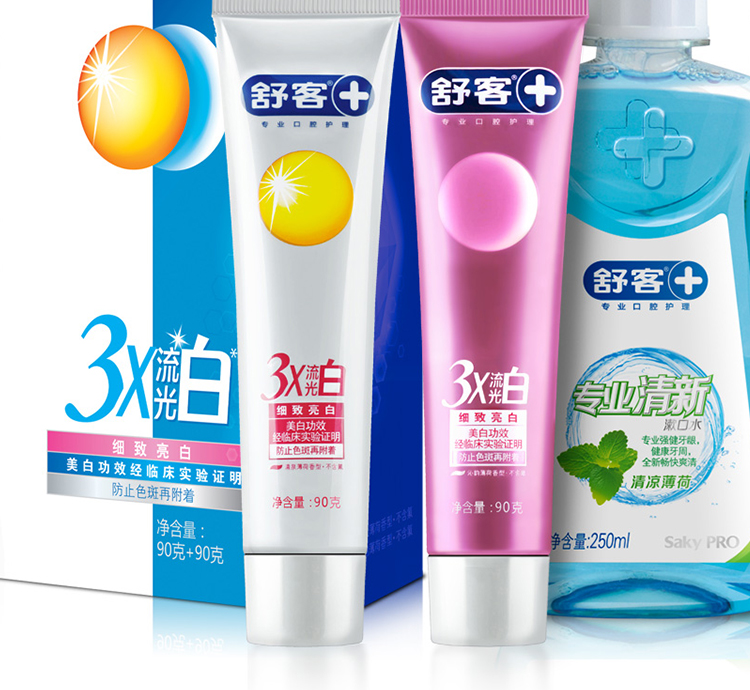 3X流光白*
细致亮白
美白功效经临床实验证明
防止色斑再附着
净含量:
90克+90克
舒客®
专业口腔护理
3X流光白
细致亮白
美白功效
经临床实验证明
防止色斑再附着
净含量:90克
舒客®
专业口腔护理
3X流光白
细致亮白
美白功效
经临床实验证明
防止色斑再附着
净含量:90克
舒客
专业口腔护理
专业清新
漱口水
专业强健牙龈,
健康牙周,
全新畅快爽清
清凉薄荷
净含量:250ml
Saky PRO